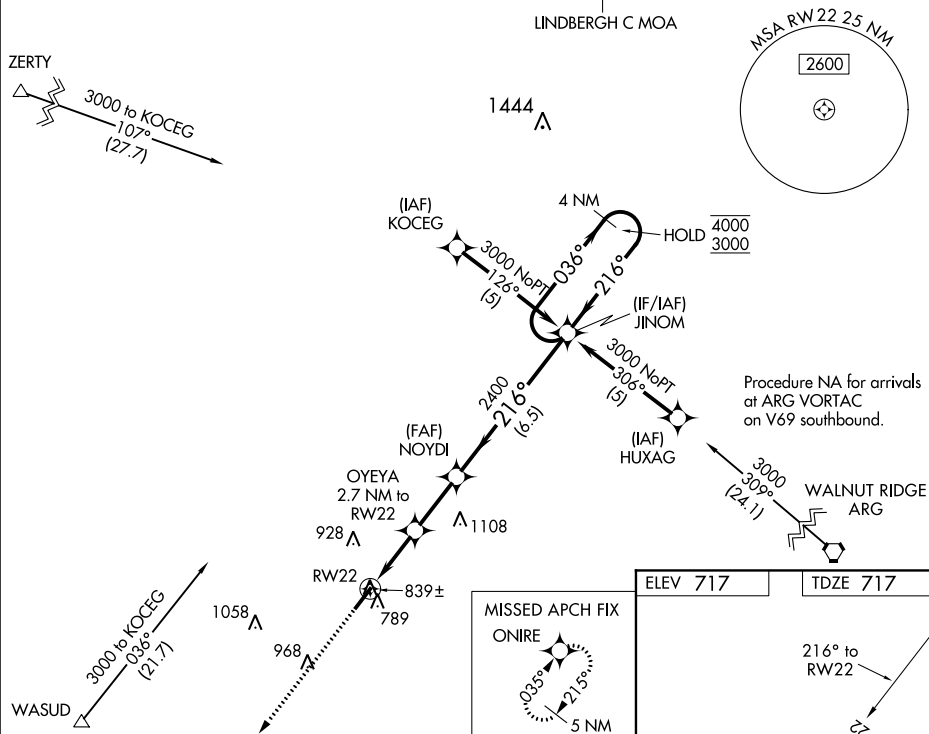 LINDBERGH C MOA
MSA RW 22 25 NM
2600
ZERTY
3000 to KOCEG
107°
(27.7)
1444
(IAF)
KOCEG
3000 NoPT
126°
(5)
4 NM
036°
216°
HOLD
4000
3000
(IF/IAF)
JINOM
3000 NoPT
306°
(5)
(IAF)
HUXAG
Procedure NA for arrivals
at ARG VORTAC
on V69 southbound.
2400
216°
(6.5)
(FAF)
NOYDI
OYEYA
2.7 NM to
RW22
928
1108
3000
309°
(24.1)
WALNUT RIDGE
ARG
RW22
839±
789
1058
968
3000 to KOCEG
036°
(21.7)
WASUD
MISSED APCH FIX
ONIRE
035°
215°
5 NM
ELEV 717
TDZE 717
216° to
RW22
22